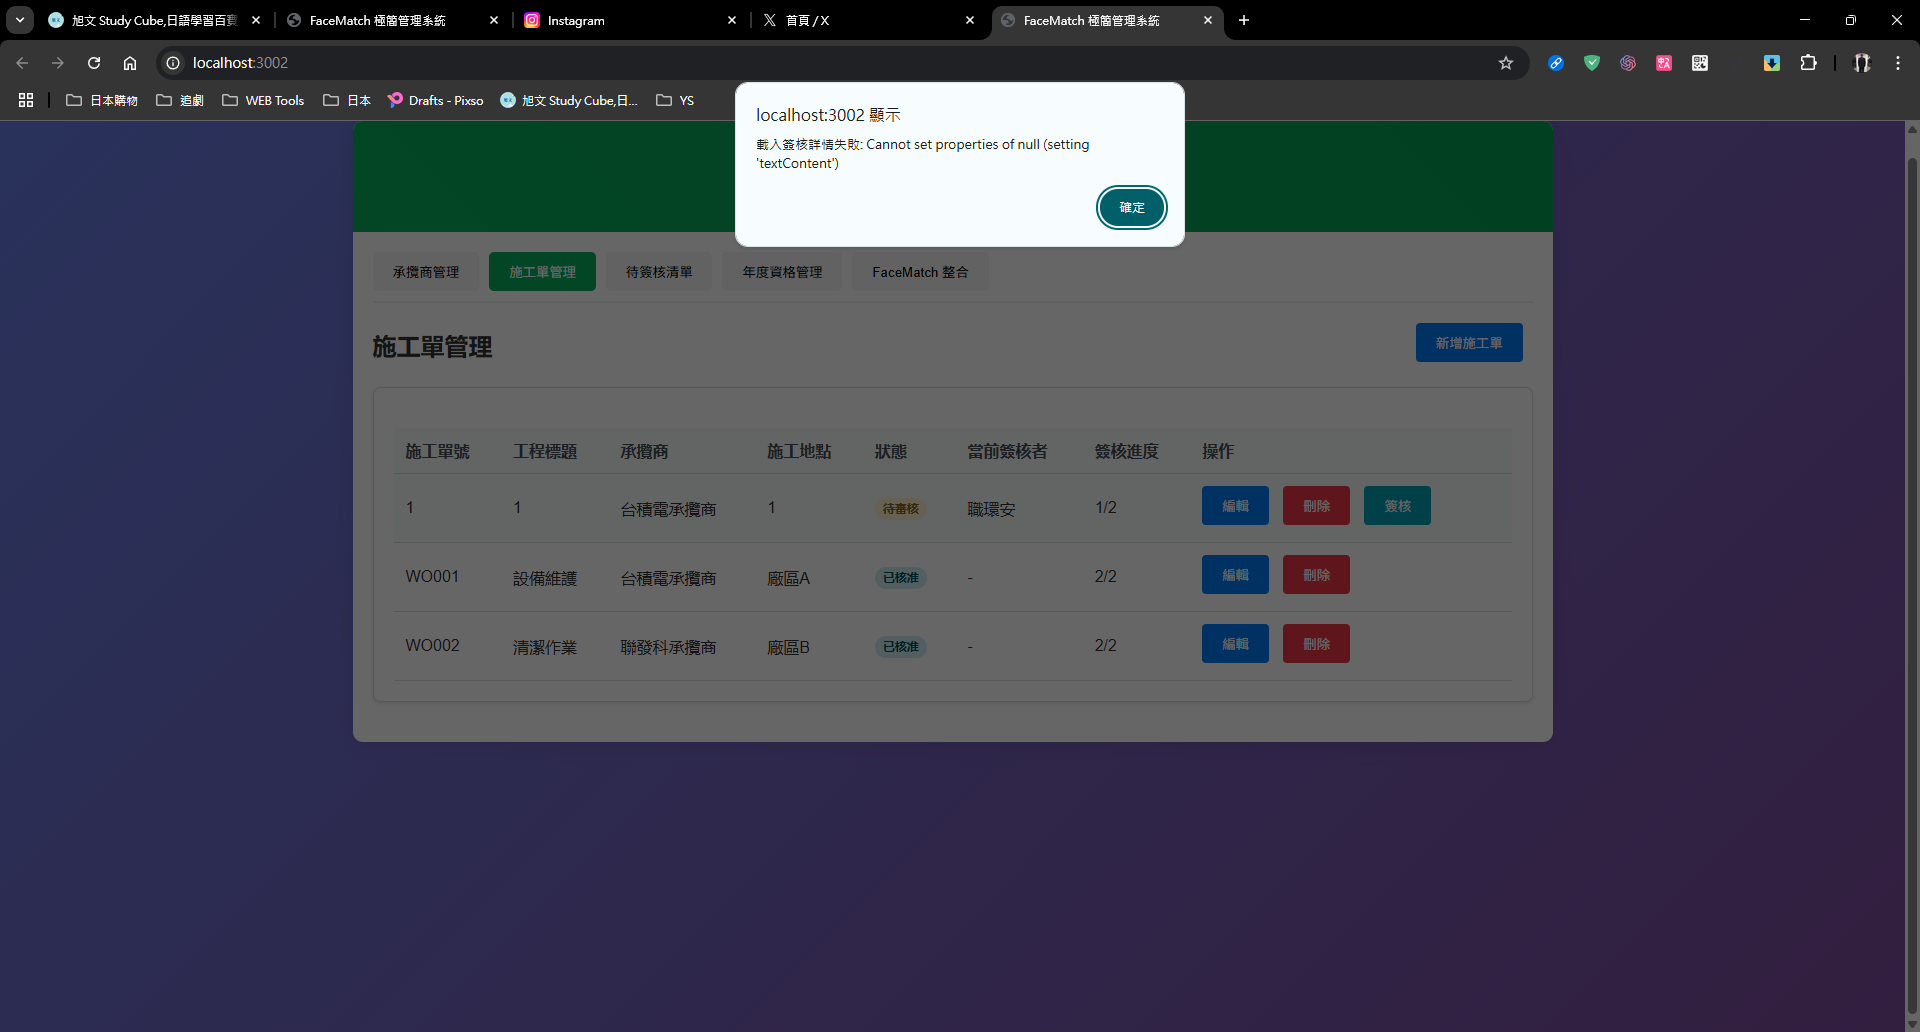 旭文 Study Cube,日語學習百寶
FaceMatch 極簡管理系統
Instagram
首頁 / X
FaceMatch 極簡管理系統
localhost:3002
日本購物
追劇
WEB Tools
日本
Drafts - Pixso
旭文 Study Cube,日...
YS
localhost:3002 顯示
載入簽核詳情失敗: Cannot set properties of null (setting
'textContent')
確定
承攬商管理
施工單管理
待簽核清單
年度資格管理
FaceMatch 整合
施工單管理
新增施工單
施工單號 工程標題 承攬商 施工地點 狀態 當前簽核者 簽核進度 操作
1 1 台積電承攬商 1 待審核 職環安 1/2 編輯 刪除 簽核
WO001 設備維護 台積電承攬商 廠區A 已核准 - 2/2 編輯 刪除
WO002 清潔作業 聯發科承攬商 廠區B 已核准 - 2/2 編輯 刪除